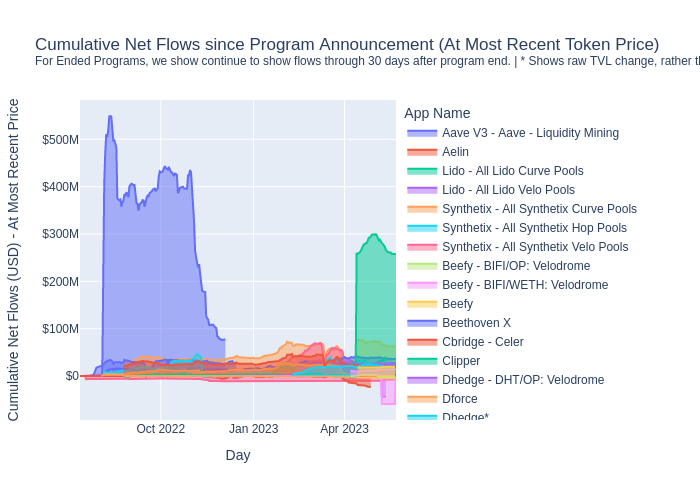 Cumulative Net Flows since Program Announcement (At Most Recent Token Price)
For Ended Programs, we show continue to show flows through 30 days after program end. | * Shows raw TVL change, rather
Cumulative Net Flows (USD) - At Most Recent Price
$500M
$400M
$300M
$200M
$100M
$0
Oct 2022
Jan 2023
Apr 2023
Day
App Name
Aave V3 - Aave - Liquidity Mining
Aelin
Lido - All Lido Curve Pools
Lido - All Lido Velo Pools
Synthetix - All Synthetix Curve Pools
Synthetix - All Synthetix Hop Pools
Synthetix - All Synthetix Velo Pools
Beefy - BIFI/OP: Velodrome
Beefy - BIFI/WETH: Velodrome
Beefy
Beethoven X
Cbridge - Celer
Clipper
Dhedge - DHT/OP: Velodrome
Dforce
Dhedge*